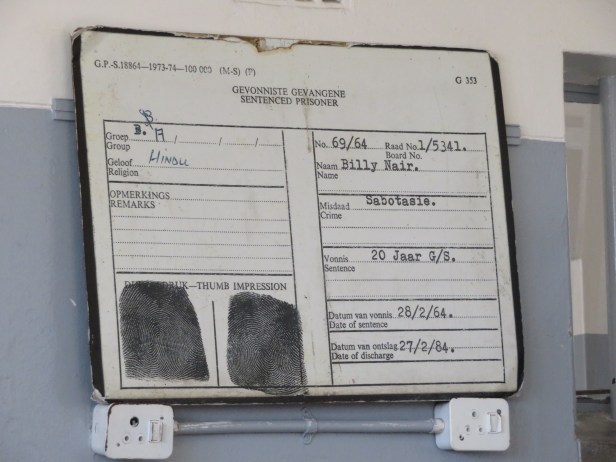 G.P.-S.18864—1973-74—100 000 (M-S) (T)
G 353
GEVONNISTE GEVANGENE
SENTENCED PRISONER
B.
B. A
Groep
Group
Geloof HINDU
Religion
OPMERKINGS
REMARKS
DRUK—THUMB IMPRESSION
No. 69/64 Raad No. 1/5341.
Board No.
Naam Billy Nair.
Name
Misdaad Sabotasie.
Crime
Vonnis 20 Jaar G/S.
Sentence
Datum van vonnis 28/2/64.
Date of sentence
Datum van ontslag 27/2/84.
Date of discharge